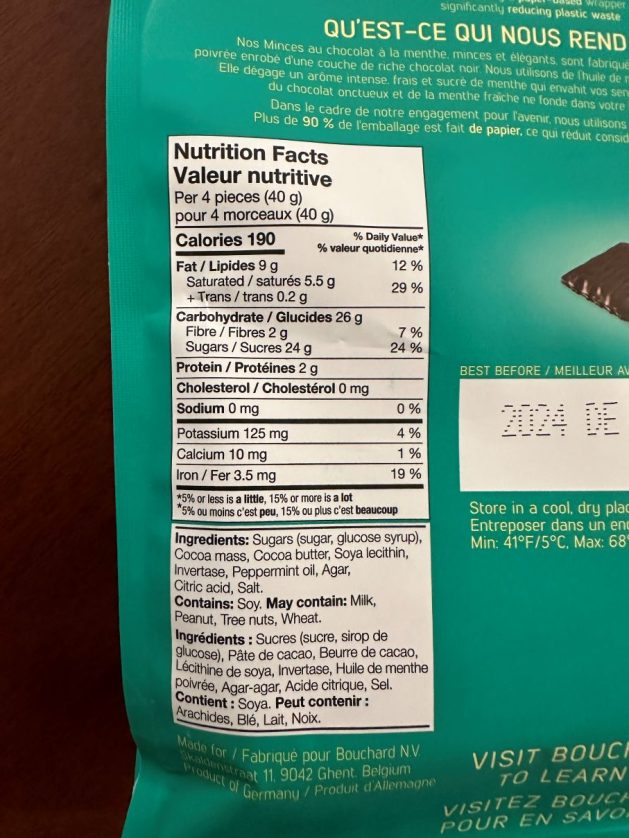 significantly reducing plastic waste
QU'EST-CE QUI NOUS REND
Nos Minces au chocolat à la menthe, minces et élégants, sont fabriqué
poivrée enrobé d'une couche de riche chocolat noir. Nous utilisons de l'huile de
Elle dégage un arôme intense, frais et sucré de menthe qui envahit vos sen
du chocolat onctueux et de la menthe fraîche ne fonde dans votre
Dans le cadre de notre engagement pour l'avenir, nous utilisons
Plus de 90 % de l'emballage est fait de papier, ce qui réduit consid
Nutrition Facts
Valeur nutritive
Per 4 pieces (40 g)
pour 4 morceaux (40 g)
Calories 190
% Daily Value*
% valeur quotidienne*
Fat / Lipides 9 g 12 %
Saturated / saturés 5.5 g
+ Trans / trans 0.2 g
29 %
Carbohydrate / Glucides 26 g
Fibre / Fibres 2 g 7 %
Sugars / Sucres 24 g 24 %
Protein / Protéines 2 g
Cholesterol / Cholestérol 0 mg
Sodium 0 mg 0 %
Potassium 125 mg 4 %
Calcium 10 mg 1 %
Iron / Fer 3.5 mg 19 %
*5% or less is a little, 15% or more is a lot
*5% ou moins c'est peu, 15% ou plus c'est beaucoup
Ingredients: Sugars (sugar, glucose syrup),
Cocoa mass, Cocoa butter, Soya lecithin,
Invertase, Peppermint oil, Agar,
Citric acid, Salt.
Contains: Soy. May contain: Milk,
Peanut, Tree nuts, Wheat.
Ingrédients : Sucres (sucre, sirop de
glucose), Pâte de cacao, Beurre de cacao,
Lécithine de soya, Invertase, Huile de menthe
poivrée, Agar-agar, Acide citrique, Sel.
Contient : Soya. Peut contenir :
Arachides, Blé, Lait, Noix.
Made for / Fabriqué pour Bouchard N.V.
Skaldenstraat 11, 9042 Ghent, Belgium
Product of Germany / Produit d'Allemagne
BEST BEFORE / MEILLEUR AV
2024 DE
Store in a cool, dry plac
Entreposer dans un en
Min: 41°F/5°C, Max: 68°
VISIT BOUC
TO LEARN
VISITEZ BOUCH
POUR EN SAVO